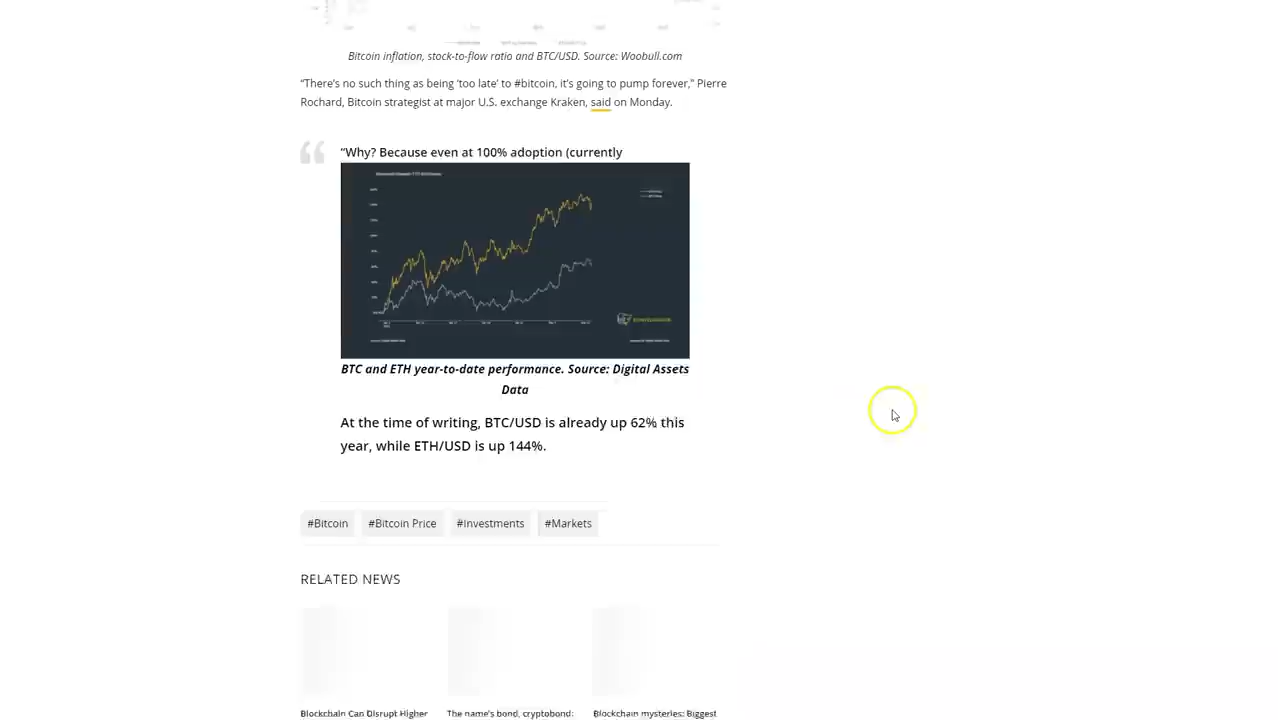 Bitcoin inflation, stock-to-flow ratio and BTC/USD. Source: Woobull.com
“There’s no such thing as being ‘too late’ to #bitcoin, it’s going to pump forever,” Pierre
Rochard, Bitcoin strategist at major U.S. exchange Kraken, said on Monday.
“Why? Because even at 100% adoption (currently
BTC and ETH year-to-date performance. Source: Digital Assets
Data
At the time of writing, BTC/USD is already up 62% this
year, while ETH/USD is up 144%.
#Bitcoin
#Bitcoin Price
#Investments
#Markets
RELATED NEWS
Blockchain Can Disrupt Higher
The name’s bond, cryptobond:
Blockchain mysteries: Biggest